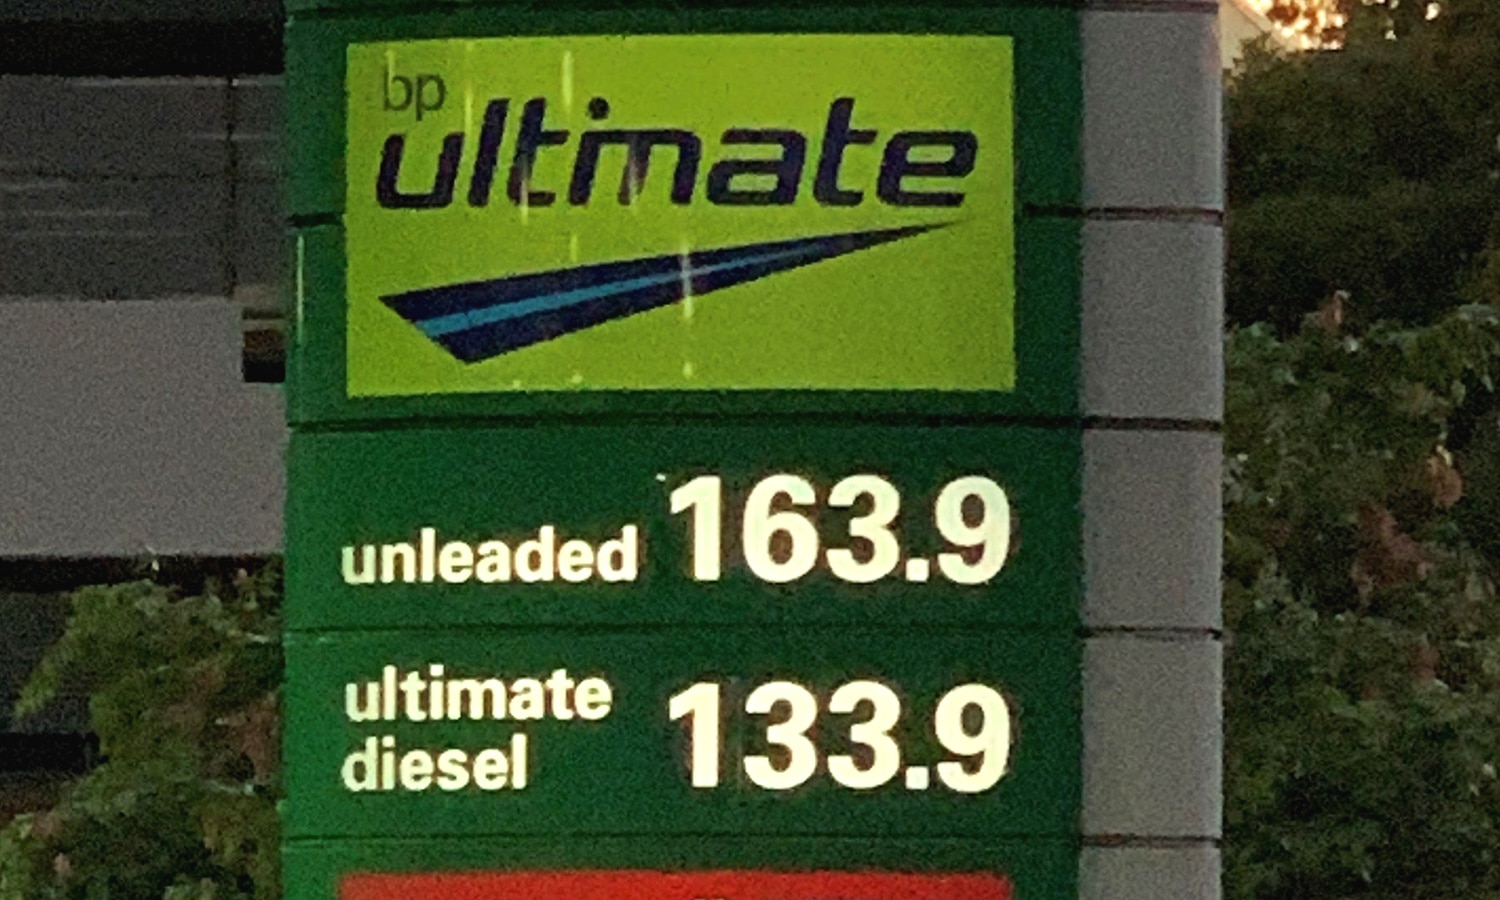 bp
ultimate
unleaded 163.9
ultimate
diesel 133.9